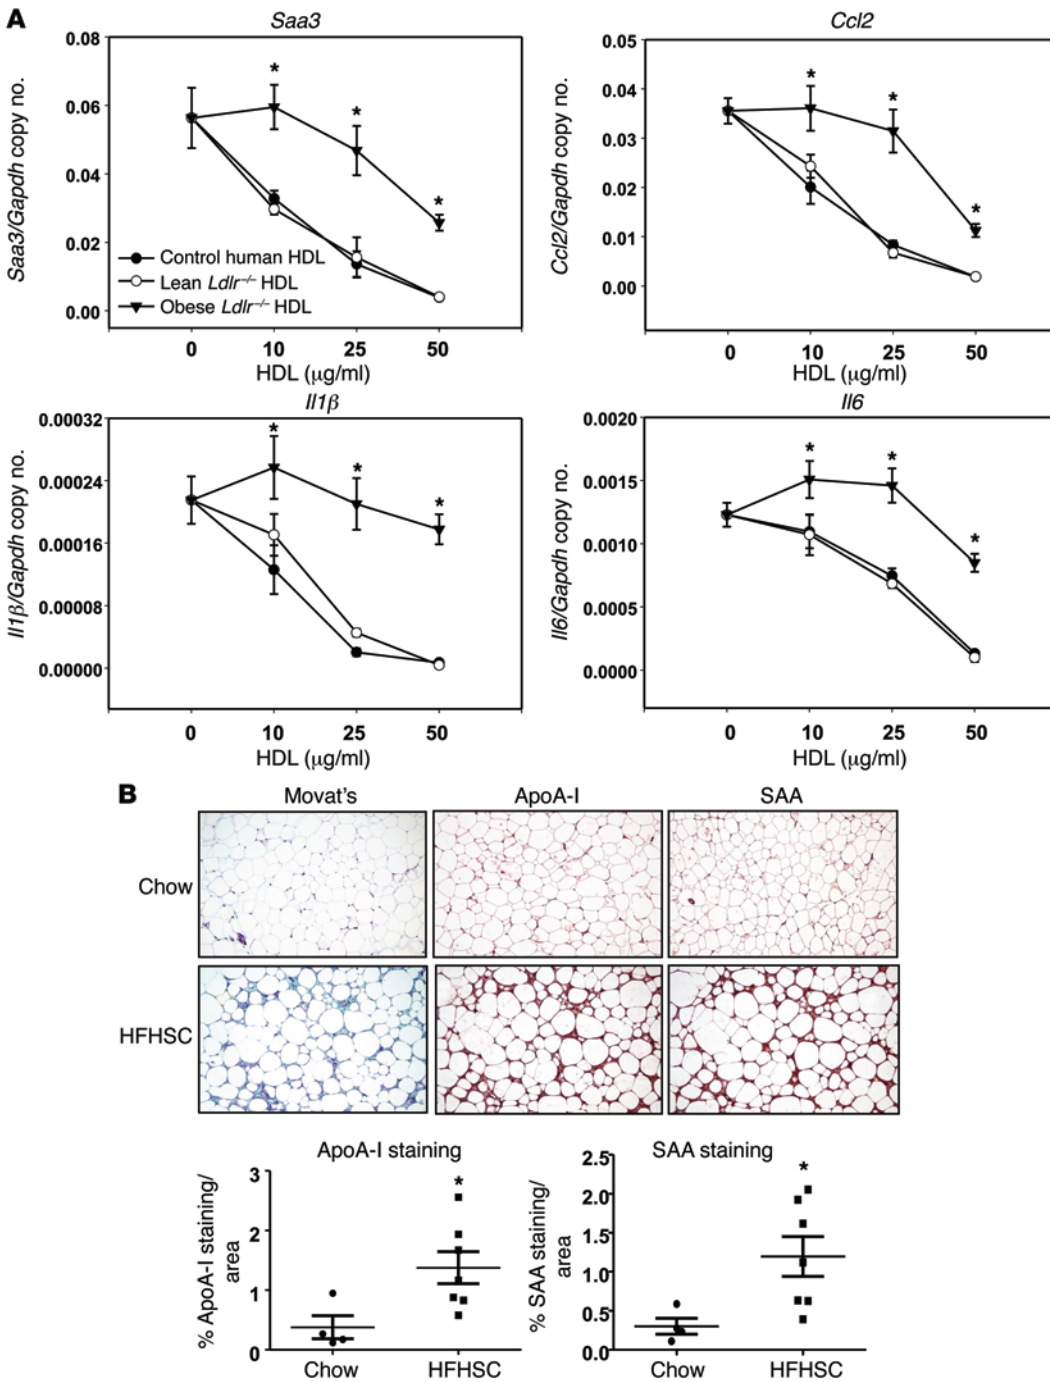 A
Saa3
Saa3/Gapdh copy no.
0.08
0.06
0.04
0.02
0.00
*
*
*
Control human HDL
Lean Ldlr⁻/⁻ HDL
Obese Ldlr⁻/⁻ HDL
0 10 25 50
HDL (µg/ml)
Ccl2
Ccl2/Gapdh copy no.
0.05
0.04
0.03
0.02
0.01
0.00
*
*
*
0 10 25 50
HDL (µg/ml)
Il1β
Il1β/Gapdh copy no.
0.00032
0.00024
0.00016
0.00008
0.00000
*
*
*
0 10 25 50
HDL (µg/ml)
Il6
Il6/Gapdh copy no.
0.0020
0.0015
0.0010
0.0005
0.0000
*
*
*
0 10 25 50
HDL (µg/ml)
B
Movat's ApoA-I SAA
Chow
HFHSC
ApoA-I staining
% ApoA-I staining/
area
3
2
1
0
*
Chow HFHSC
SAA staining
% SAA staining/
area
2.5
2.0
1.5
1.0
0.5
0.0
*
Chow HFHSC